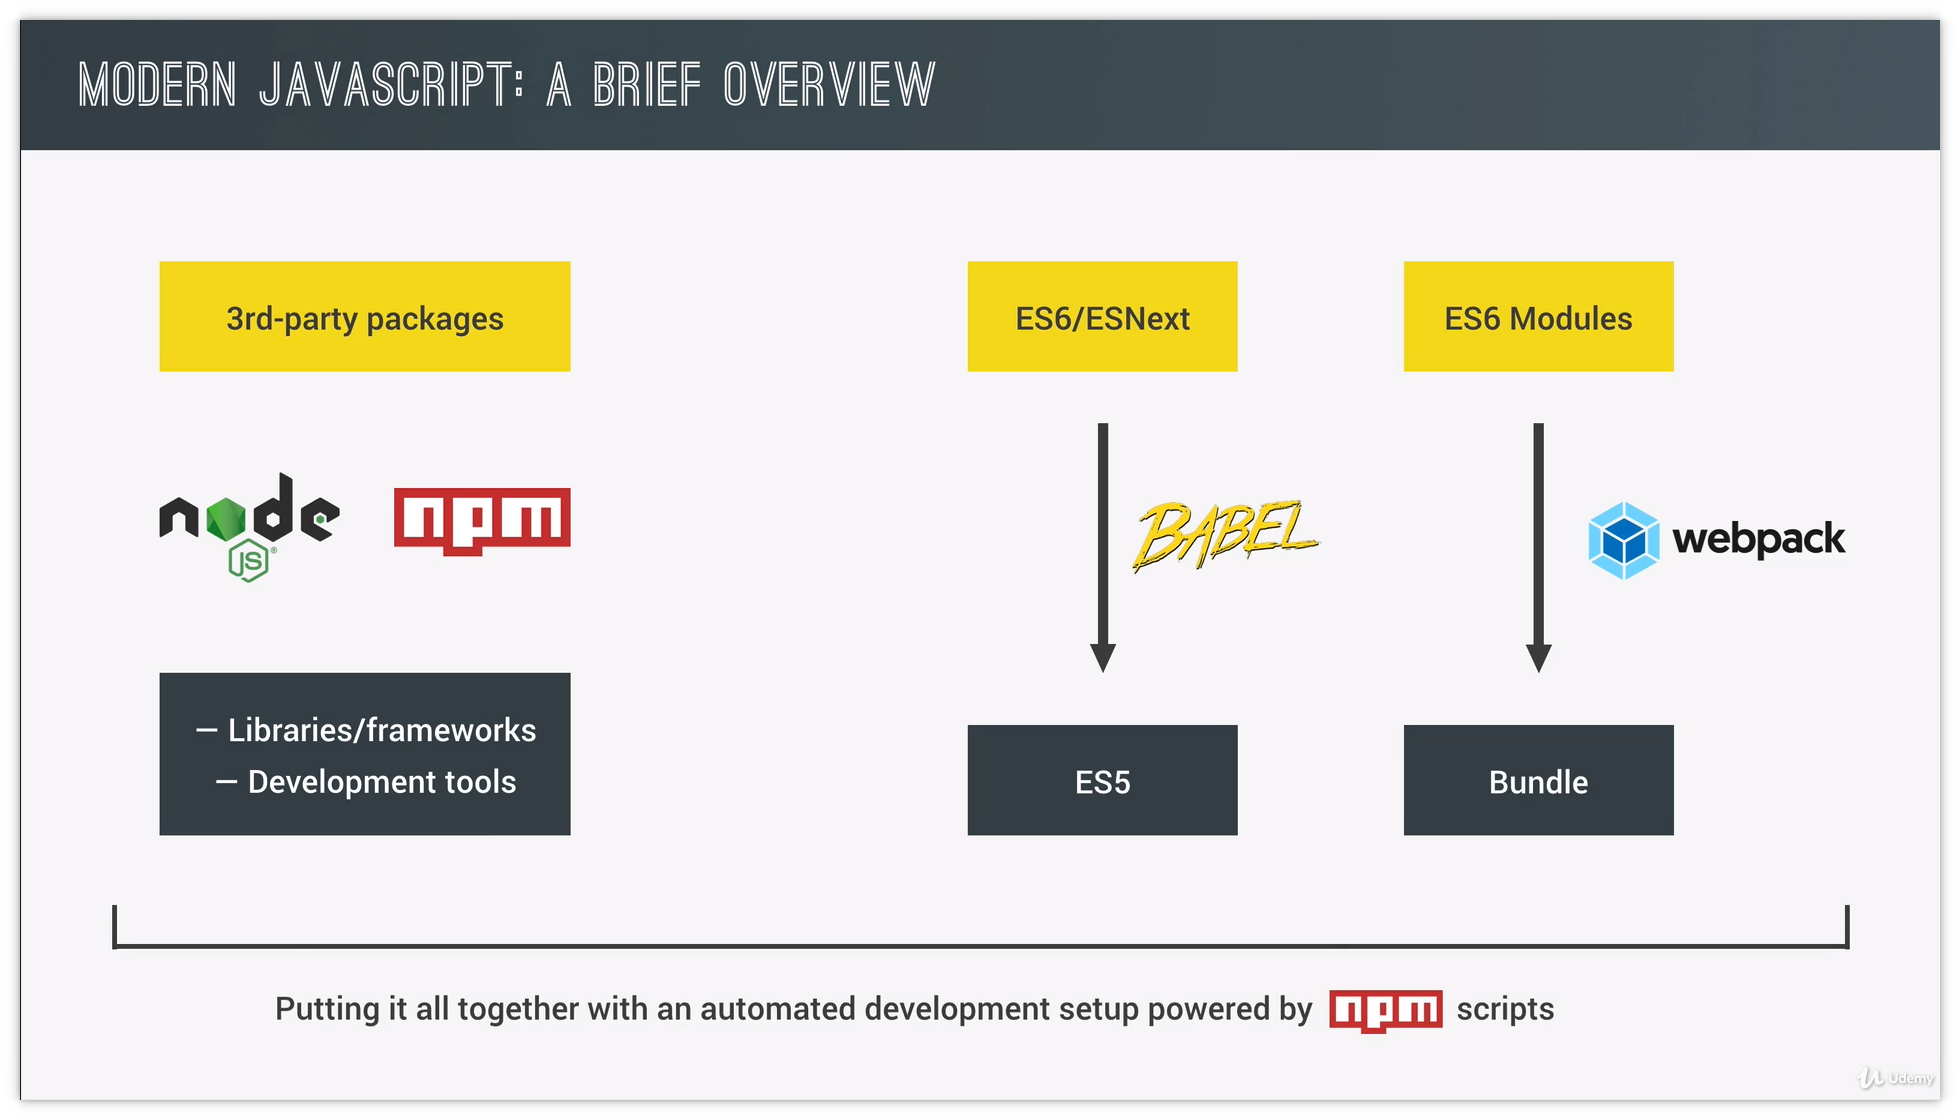 MODERN JAVASCRIPT: A BRIEF OVERVIEW
3rd-party packages
ES6/ESNext
ES6 Modules
node
JS
npm
BABEL
webpack
– Libraries/frameworks
– Development tools
ES5
Bundle
Putting it all together with an automated development setup powered by npm scripts
Udemy